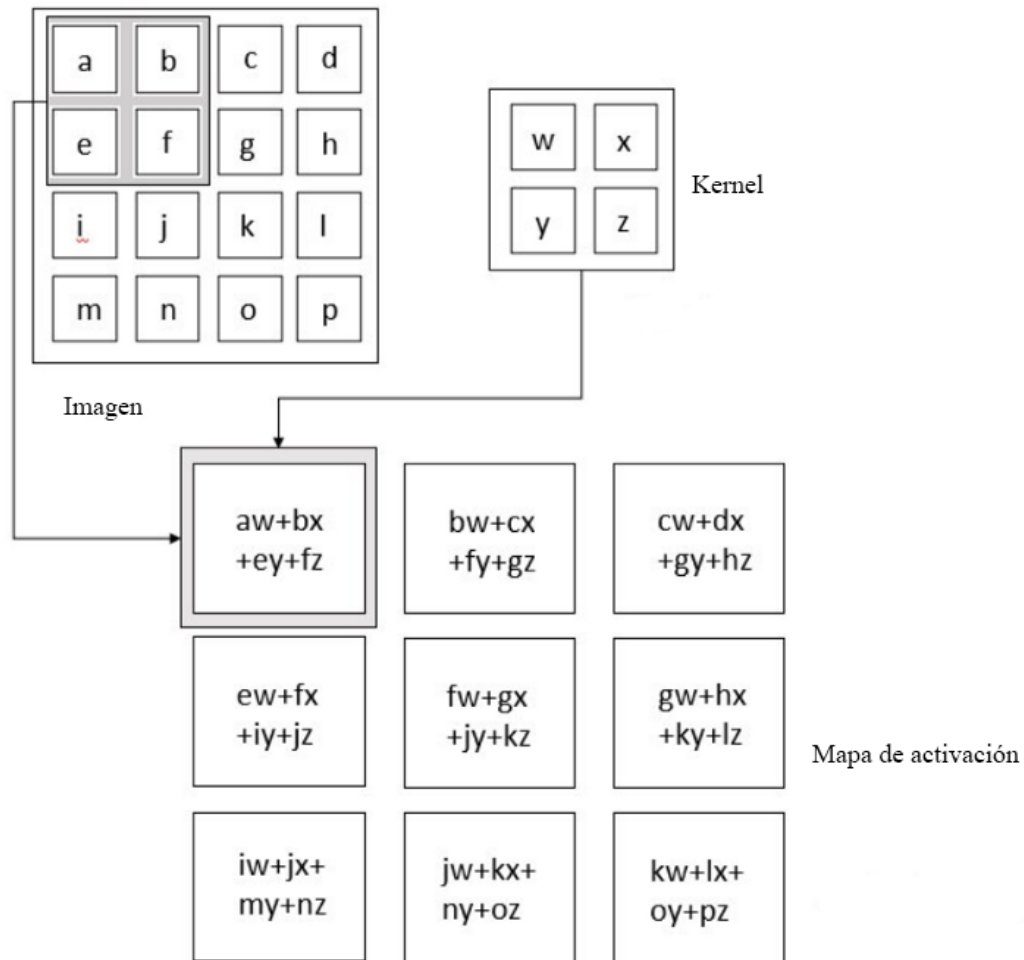 a b c d
e f g h
i j k l
m n o p
Imagen
w x
y z
Kernel
aw+bx
+ey+fz
bw+cx
+fy+gz
cw+dx
+gy+hz
ew+fx
+iy+jz
fw+gx
+jy+kz
gw+hx
+ky+lz
Mapa de activación
iw+jx+
my+nz
jw+kx+
ny+oz
kw+lx+
oy+pz